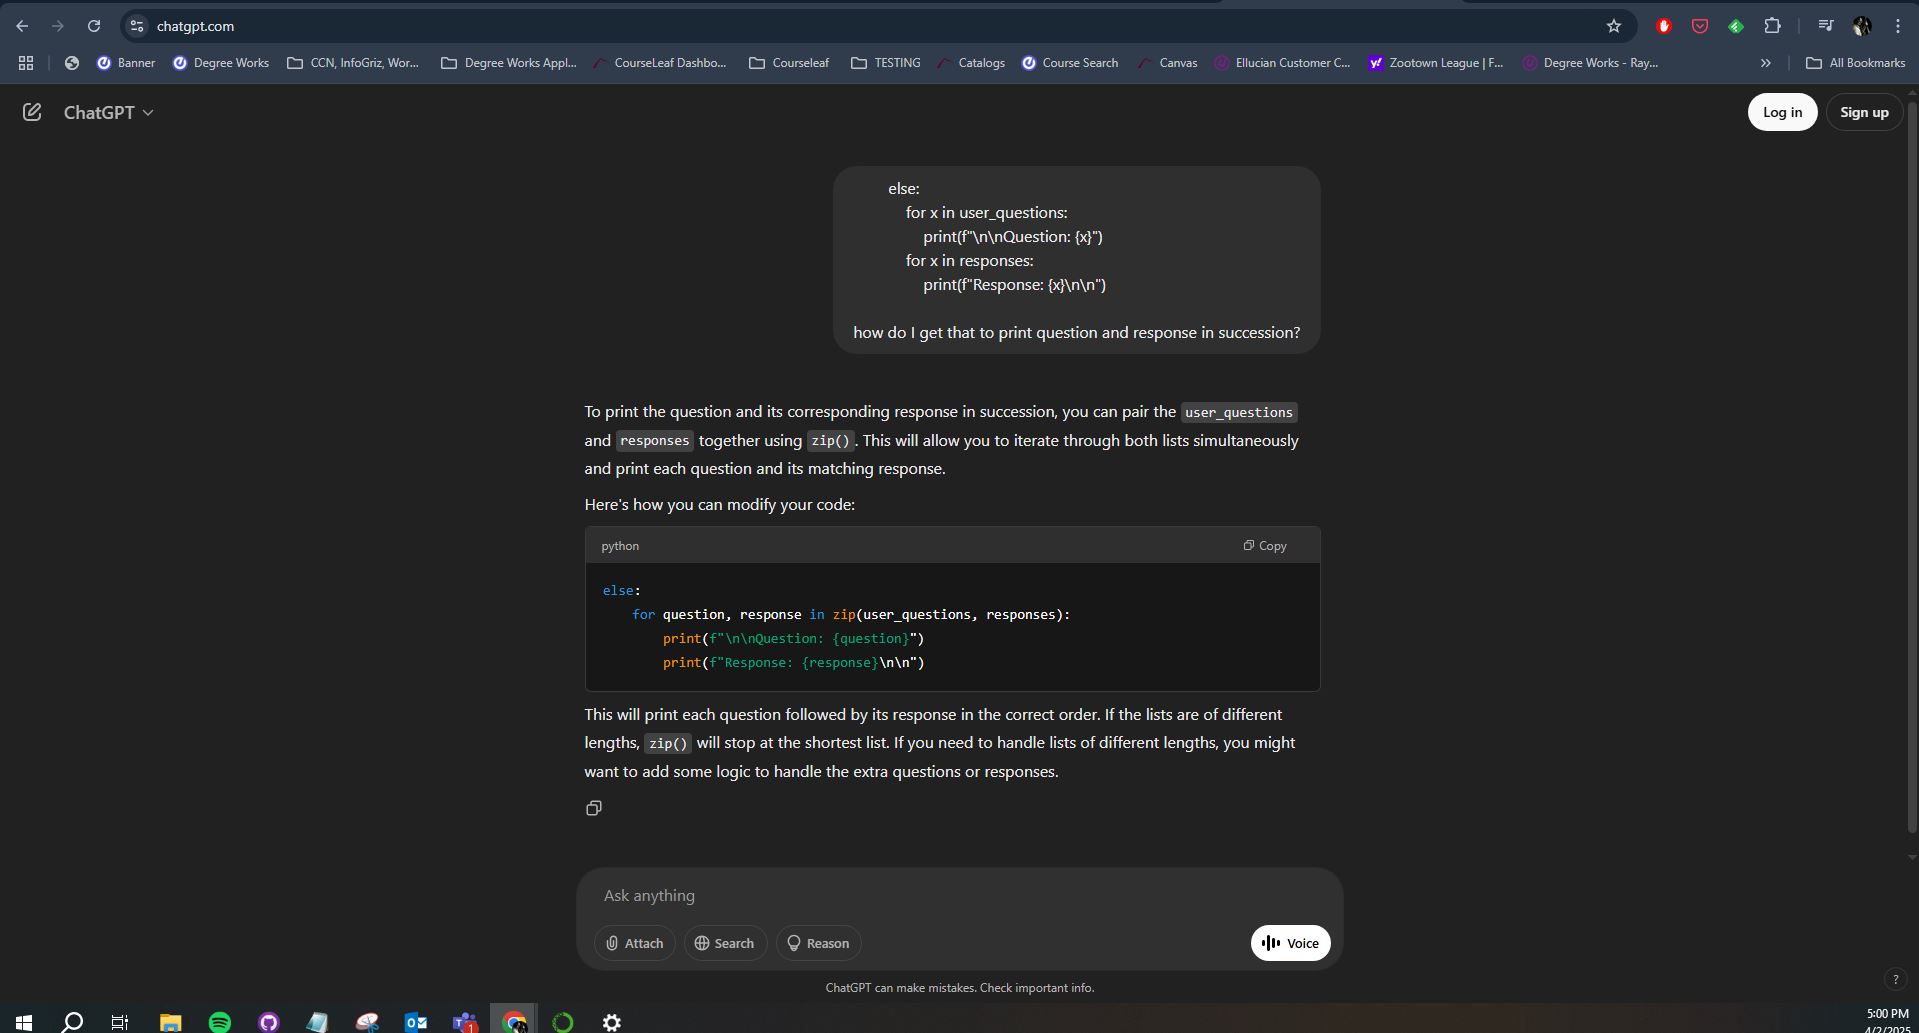 chatgpt.com
Banner
Degree Works
CCN, InfoGriz, Wor...
Degree Works Appl...
CourseLeaf Dashbo...
Courseleaf
TESTING
Catalogs
Course Search
Canvas
Ellucian Customer C...
Zootown League | F...
Degree Works - Ray...
All Bookmarks
ChatGPT
Log in
Sign up
else:
for x in user_questions:
print(f"\n\nQuestion: {x}")
for x in responses:
print(f"Response: {x}\n\n")
how do I get that to print question and response in succession?
To print the question and its corresponding response in succession, you can pair the user_questions
and responses together using zip(). This will allow you to iterate through both lists simultaneously
and print each question and its matching response.
Here's how you can modify your code:
python
Copy
else:
for question, response in zip(user_questions, responses):
print(f"\n\nQuestion: {question}")
print(f"Response: {response}\n\n")
This will print each question followed by its response in the correct order. If the lists are of different
lengths, zip() will stop at the shortest list. If you need to handle lists of different lengths, you might
want to add some logic to handle the extra questions or responses.
Ask anything
Attach
Search
Reason
Voice
ChatGPT can make mistakes. Check important info.
?
5:00 PM
4/2/2025